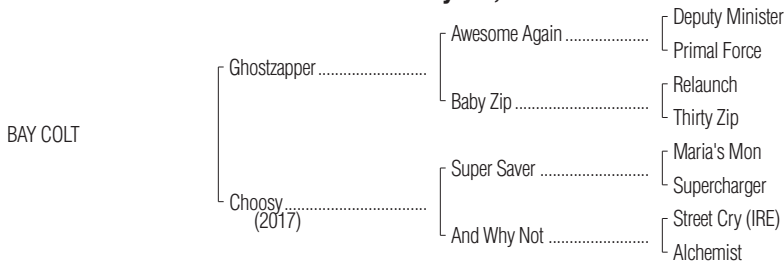 Deputy Minister
Awesome Again
Primal Force
Ghostzapper
Relaunch
Baby Zip
Thirty Zip
BAY COLT
Maria's Mon
Super Saver
Supercharger
Choosy
(2017)
Street Cry (IRE)
And Why Not
Alchemist